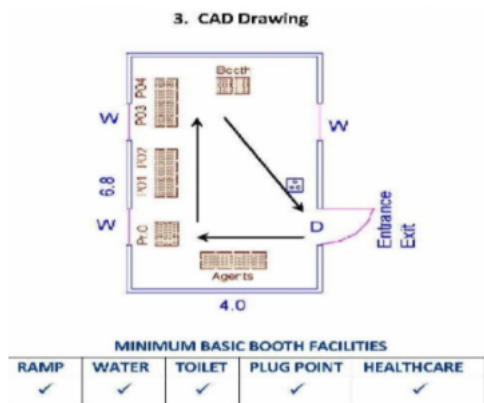 3. CAD Drawing
Booth
P04
P03
W
W
P02
P01
6.8
W
Pr.O
D
Entrance
Exit
Agents
4.0
MINIMUM BASIC BOOTH FACILITIES
RAMP WATER TOILET PLUG POINT HEALTHCARE
✓ ✓ ✓ ✓ ✓